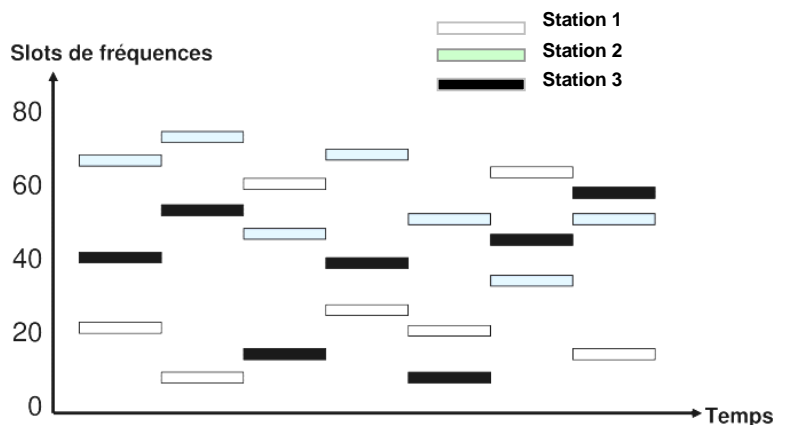 Station 1
Station 2
Station 3
Slots de fréquences
80
60
40
20
0
Temps